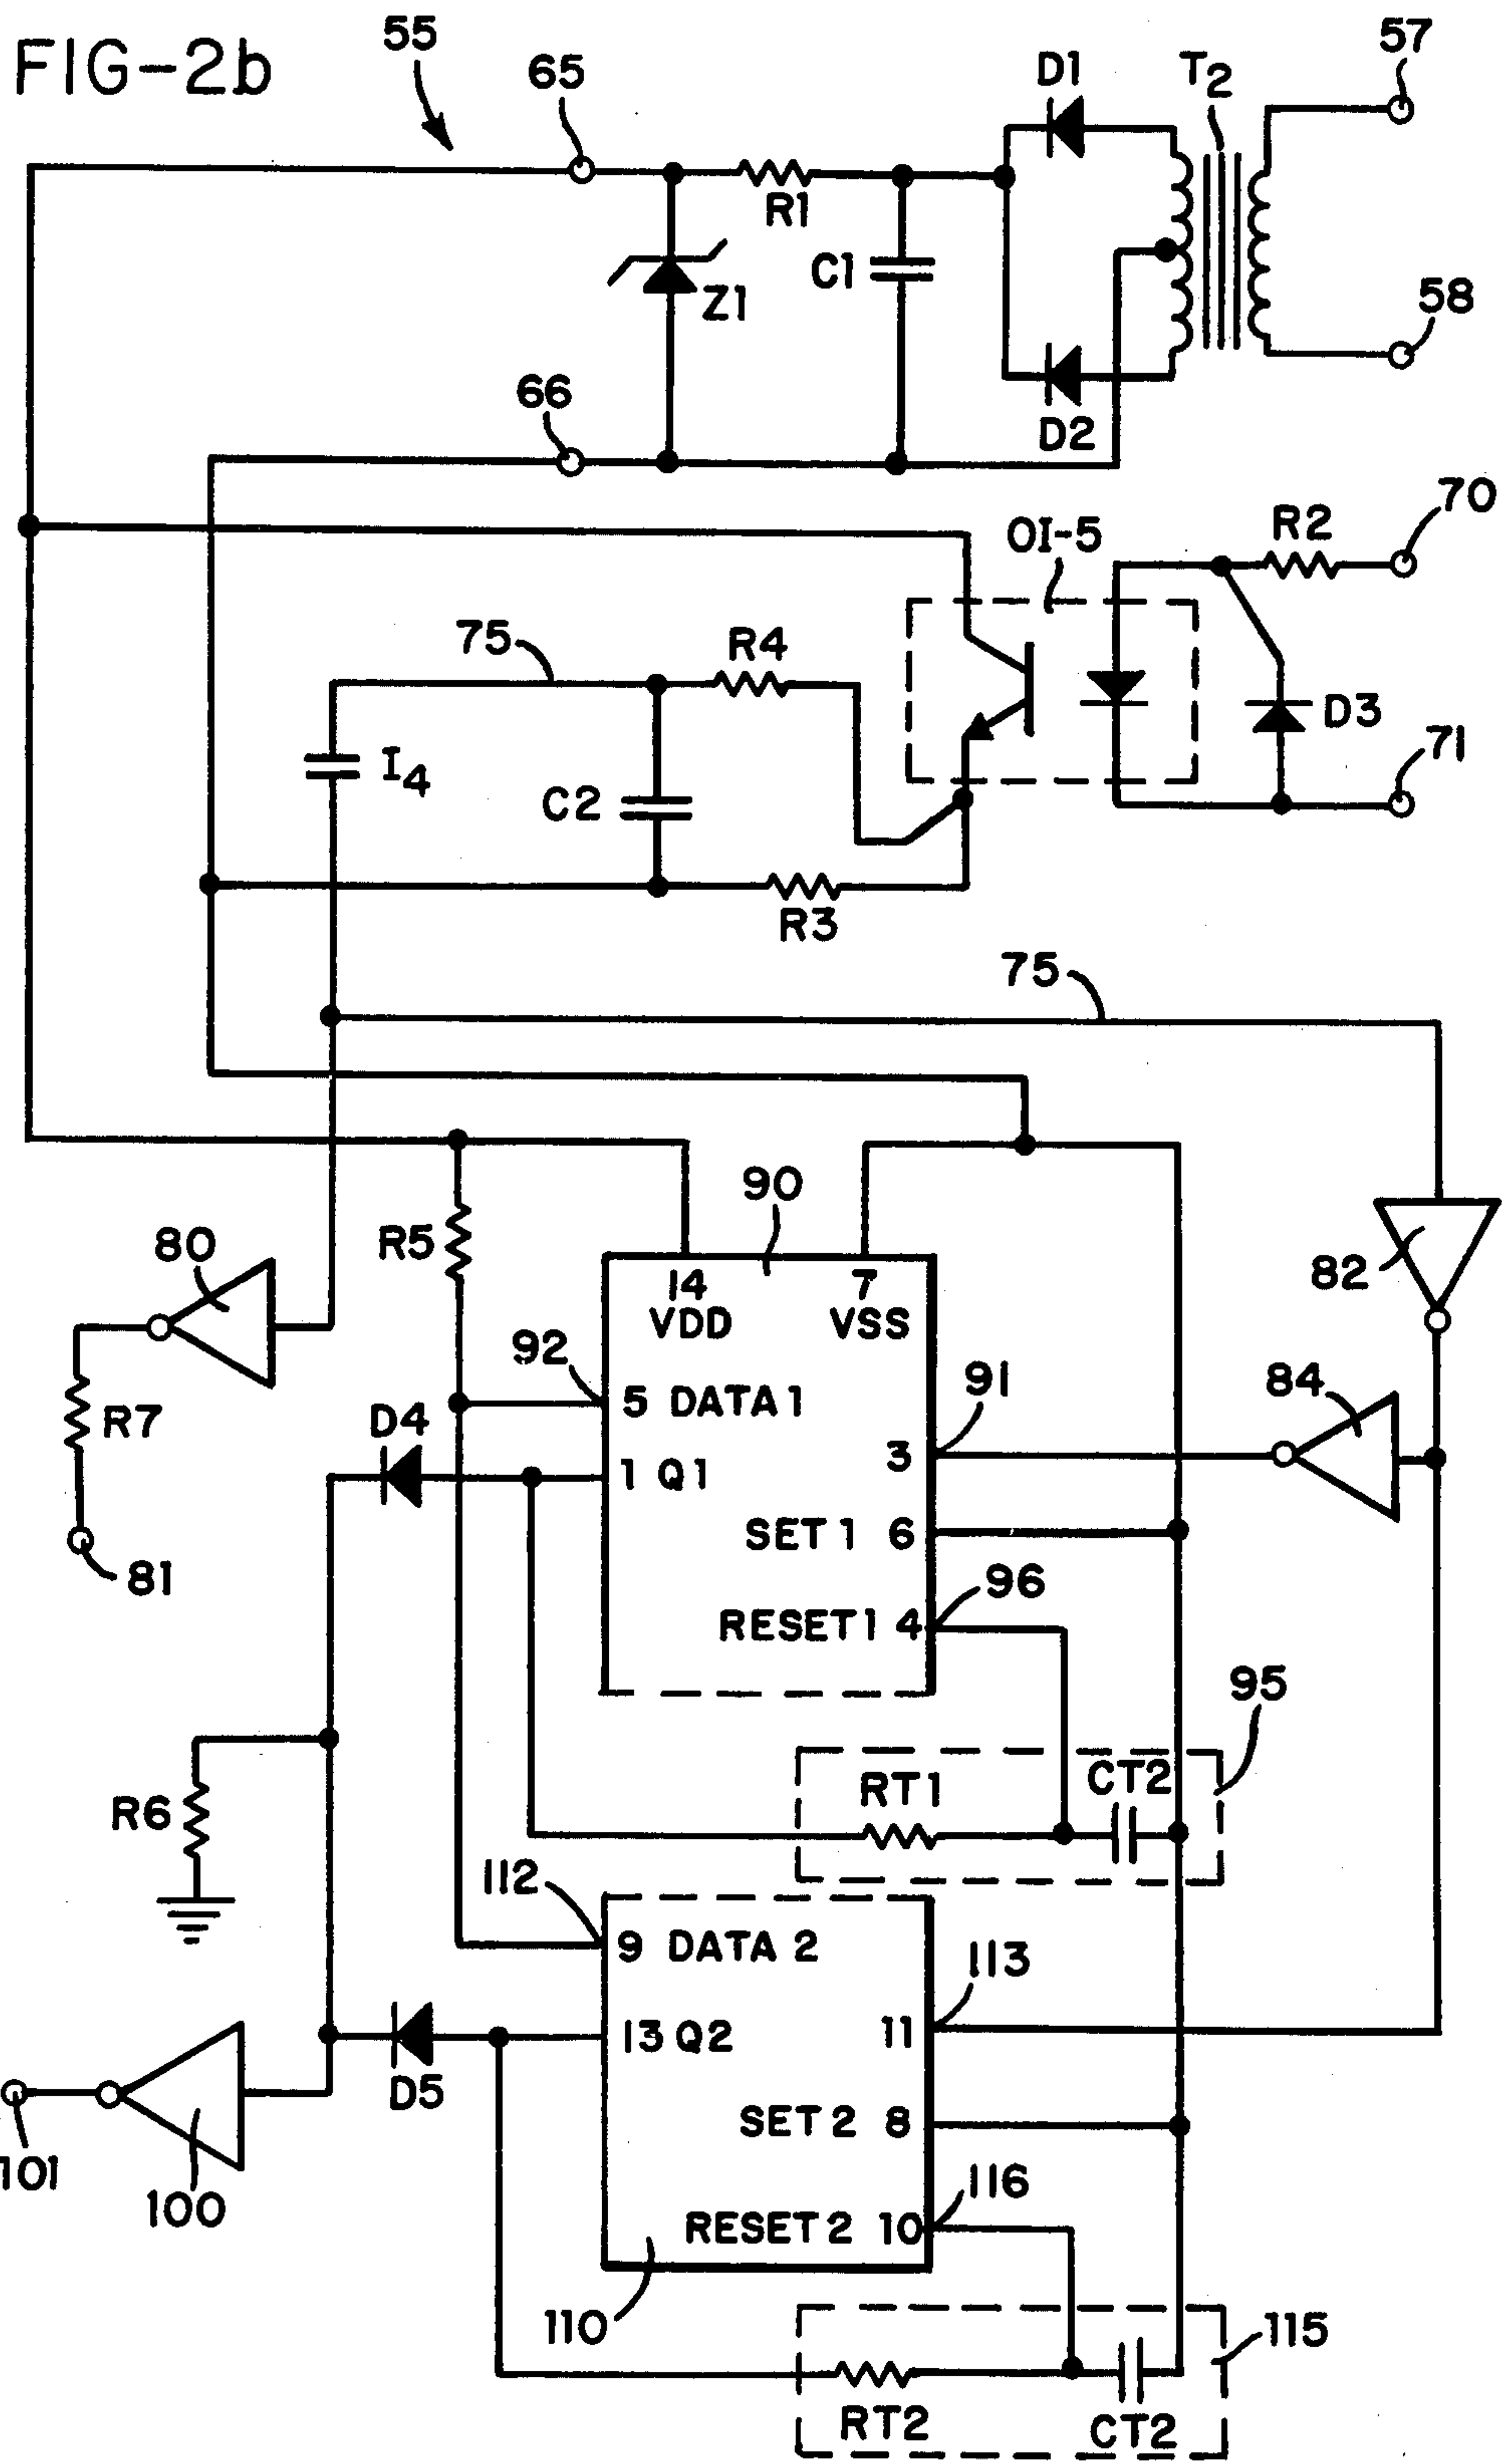 FIG-2b
55
65
D1
T2
57
R1
C1
Z1
58
66
D2
70
OI-5
R2
75
R4
D3
I4
71
C2
R3
75
90
80
R5
82
14
7
VDD
VSS
92
91
84
5 DATA 1
D4
R7
3
1 Q1
SET 1 6
81
96
RESET 1 4
95
CT2
RT1
R6
112
9 DATA 2
113
13 Q2
11
D5
SET 2 8
101
100
116
RESET 2 10
110
115
RT2
CT2